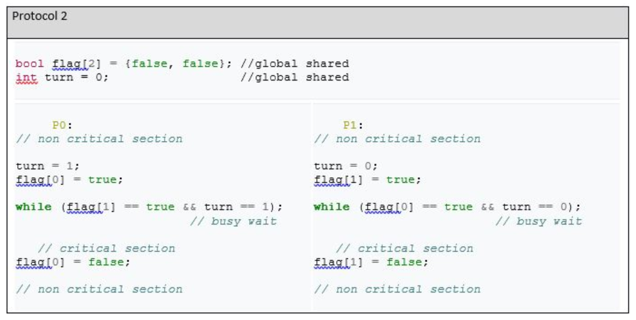 Protocol 2
bool flag[2] = {false, false}; //global shared
int turn = 0; //global shared
P0:
// non critical section
turn = 1;
flag[0] = true;
while (flag[1] == true && turn == 1);
// busy wait
// critical section
flag[0] = false;
// non critical section
P1:
// non critical section
turn = 0;
flag[1] = true;
while (flag[0] == true && turn == 0);
// busy wait
// critical section
flag[1] = false;
// non critical section